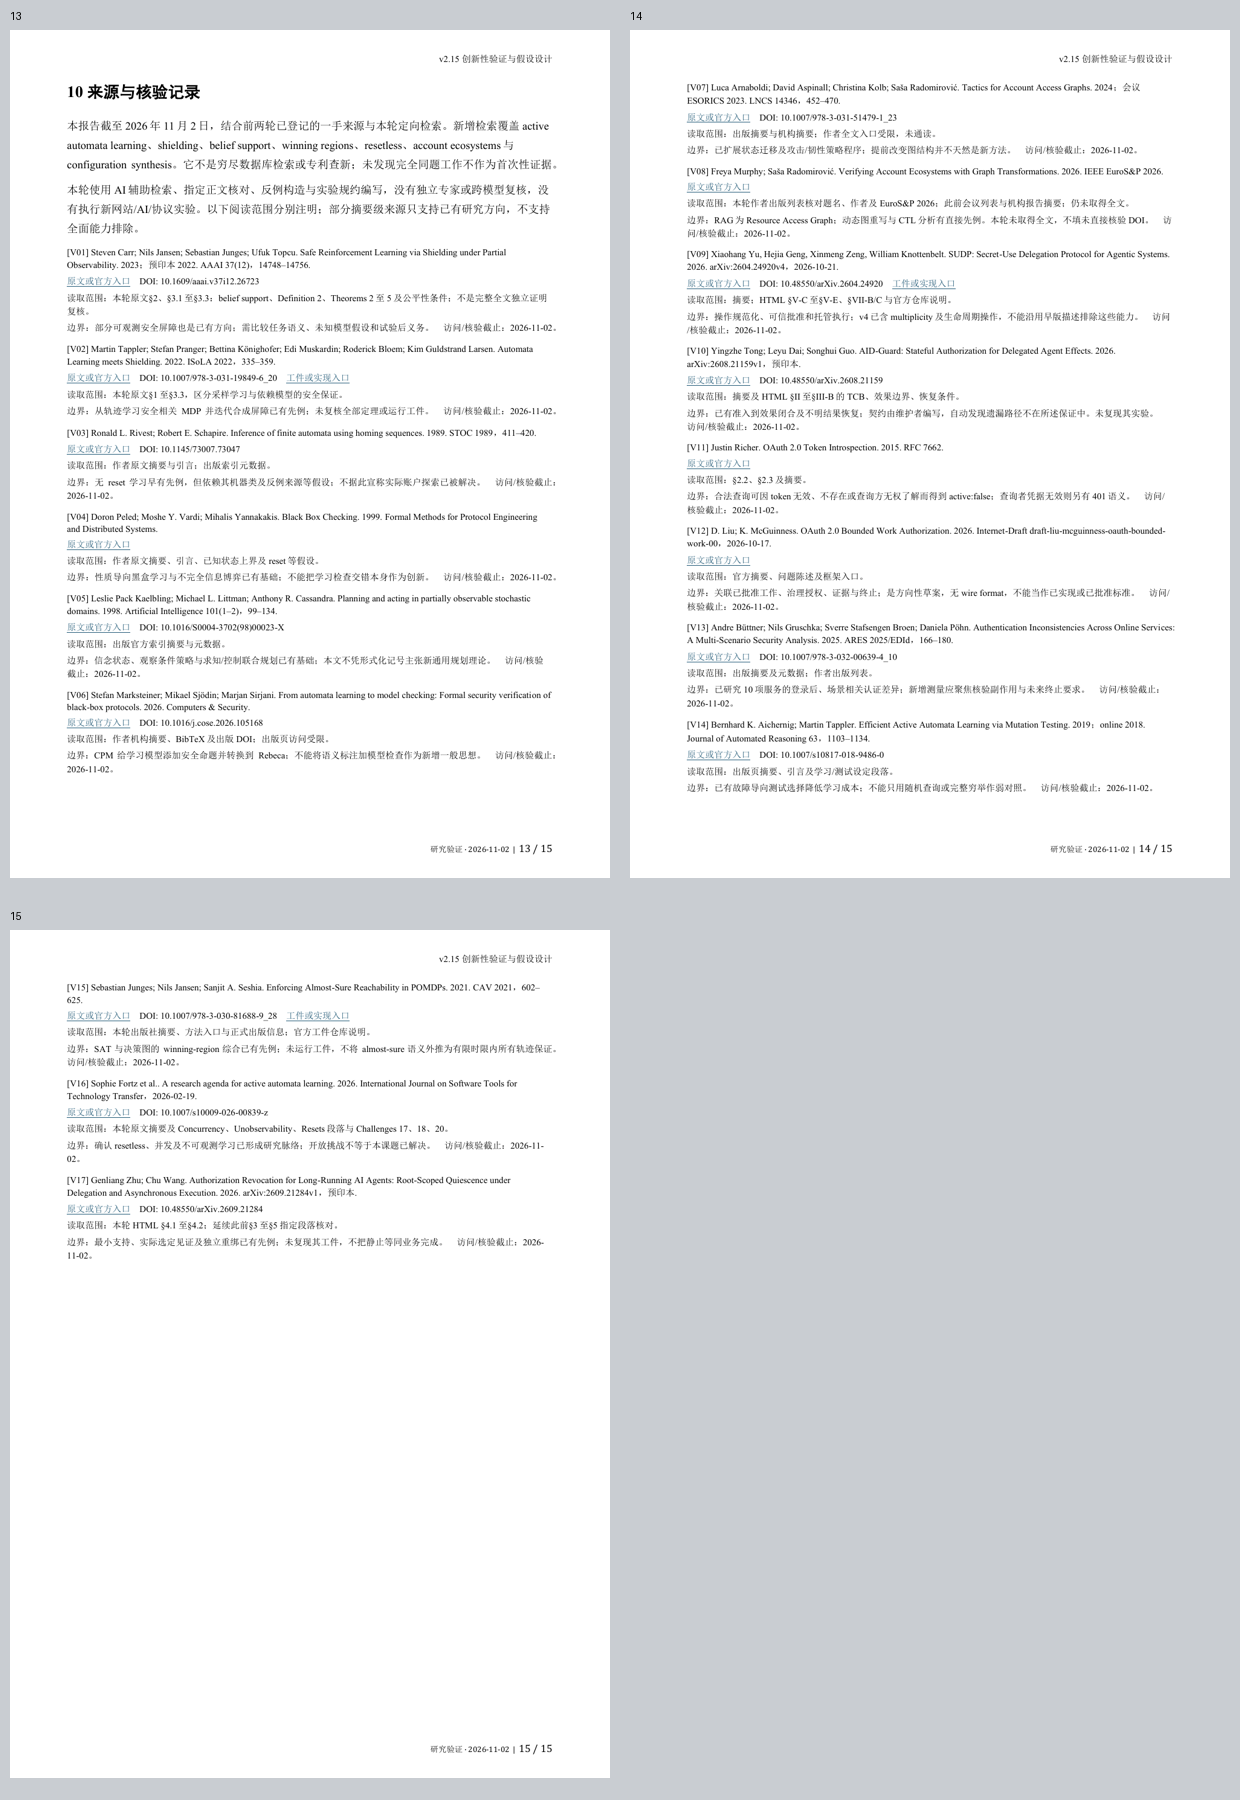 13
v2.15 创新性验证与假设设计
10 来源与核验记录
本报告截至 2026 年 11 月 2 日，结合前两轮已登记的一手来源与本轮定向检索。新增检索覆盖 active
automata learning、shielding、belief support、winning regions、resetless、account ecosystems 与
configuration synthesis。它不是穷尽数据库检索或专利查新；未发现完全同题工作不作为首次性证据。
本轮使用 AI 辅助检索、指定正文核对、反例构造与实验规约编写，没有独立专家或跨模型复核，没
有执行新网站/AI/协议实验。以下阅读范围分别注明；部分摘要级来源只支持已有研究方向，不支持
全面能力排除。
[V01] Steven Carr; Nils Jansen; Sebastian Junges; Ufuk Topcu. Safe Reinforcement Learning via Shielding under Partial
Observability. 2023；预印本 2022. AAAI 37(12)，14748–14756.
原文或官方入口 DOI: 10.1609/aaai.v37i12.26723
读取范围：本轮原文§2、§3.1 至§3.3；belief support、Definition 2、Theorems 2 至 5 及公平性条件；不是完整全文独立证明
复核。
边界：部分可观测安全屏障也是已有方向；需比较任务语义、未知模型假设和试验后义务。 访问/核验截止：2026-11-02。
[V02] Martin Tappler; Stefan Pranger; Bettina Könighofer; Edi Muskardin; Roderick Bloem; Kim Guldstrand Larsen. Automata
Learning meets Shielding. 2022. ISoLA 2022，335–359.
原文或官方入口 DOI: 10.1007/978-3-031-19849-6_20 工件或实现入口
读取范围：本轮原文§1 至§3.3，区分采样学习与依赖模型的安全保证。
边界：从轨迹学习安全相关 MDP 并迭代合成屏障已有先例；未复核全部定理或运行工件。 访问/核验截止：2026-11-02。
[V03] Ronald L. Rivest; Robert E. Schapire. Inference of finite automata using homing sequences. 1989. STOC 1989，411–420.
原文或官方入口 DOI: 10.1145/73007.73047
读取范围：作者原文摘要与引言；出版索引元数据。
边界：无 reset 学习早有先例，但依赖其机器类及反例来源等假设；不据此宣称实际账户探索已被解决。 访问/核验截止：
2026-11-02。
[V04] Doron Peled; Moshe Y. Vardi; Mihalis Yannakakis. Black Box Checking. 1999. Formal Methods for Protocol Engineering
and Distributed Systems.
原文或官方入口
读取范围：作者原文摘要、引言、已知状态上界及 reset 等假设。
边界：性质导向黑盒学习与不完全信息博弈已有基础；不能把学习检查交错本身作为创新。 访问/核验截止：2026-11-02。
[V05] Leslie Pack Kaelbling; Michael L. Littman; Anthony R. Cassandra. Planning and acting in partially observable stochastic
domains. 1998. Artificial Intelligence 101(1–2)，99–134.
原文或官方入口 DOI: 10.1016/S0004-3702(98)00023-X
读取范围：出版官方索引摘要与元数据。
边界：信念状态、观察条件策略与求知/控制联合规划已有基础；本文不凭形式化记号主张新通用规划理论。 访问/核验
截止：2026-11-02。
[V06] Stefan Marksteiner; Mikael Sjödin; Marjan Sirjani. From automata learning to model checking: Formal security verification of
black-box protocols. 2026. Computers & Security.
原文或官方入口 DOI: 10.1016/j.cose.2026.105168
读取范围：作者机构摘要、BibTeX 及出版 DOI；出版页访问受限。
边界：CPM 给学习模型添加安全命题并转换到 Rebeca；不能将语义标注加模型检查作为新增一般思想。 访问/核验截止：
2026-11-02。
研究验证 · 2026-11-02 | 13 / 15
14
v2.15 创新性验证与假设设计
[V07] Luca Arnaboldi; David Aspinall; Christina Kolb; Saša Radomirović. Tactics for Account Access Graphs. 2024；会议
ESORICS 2023. LNCS 14346，452–470.
原文或官方入口 DOI: 10.1007/978-3-031-51479-1_23
读取范围：出版摘要与机构摘要；作者全文入口受限，未通读。
边界：已扩展状态迁移及攻击/韧性策略程序；提前改变图结构并不天然是新方法。 访问/核验截止：2026-11-02。
[V08] Freya Murphy; Saša Radomirović. Verifying Account Ecosystems with Graph Transformations. 2026. IEEE EuroS&P 2026.
原文或官方入口
读取范围：本轮作者出版列表核对题名、作者及 EuroS&P 2026；此前会议列表与机构报告摘要；仍未取得全文。
边界：RAG 为 Resource Access Graph；动态图重写与 CTL 分析有直接先例。本轮未取得全文，不填未直接核验 DOI。 访
问/核验截止：2026-11-02。
[V09] Xiaohang Yu, Hejia Geng, Xinmeng Zeng, William Knottenbelt. SUDP: Secret-Use Delegation Protocol for Agentic Systems.
2026. arXiv:2604.24920v4，2026-10-21.
原文或官方入口 DOI: 10.48550/arXiv.2604.24920 工件或实现入口
读取范围：摘要；HTML §V-C 至§V-E、§VII-B/C 与官方仓库说明。
边界：操作规范化、可信批准和托管执行；v4 已含 multiplicity 及生命周期操作，不能沿用早版描述排除这些能力。 访问
/核验截止：2026-11-02。
[V10] Yingzhe Tong; Leyu Dai; Songhui Guo. AID-Guard: Stateful Authorization for Delegated Agent Effects. 2026.
arXiv:2608.21159v1，预印本.
原文或官方入口 DOI: 10.48550/arXiv.2608.21159
读取范围：摘要及 HTML §II 至§III-B 的 TCB、效果边界、恢复条件。
边界：已有准入到效果闭合及不明结果恢复；契约由维护者编写，自动发现遗漏路径不在所述保证中。未复现其实验。
访问/核验截止：2026-11-02。
[V11] Justin Richer. OAuth 2.0 Token Introspection. 2015. RFC 7662.
原文或官方入口
读取范围：§2.2、§2.3 及摘要。
边界：合法查询可因 token 无效、不存在或查询方无权了解而得到 active:false；查询者凭据无效则另有 401 语义。 访问/
核验截止：2026-11-02。
[V12] D. Liu; K. McGuinness. OAuth 2.0 Bounded Work Authorization. 2026. Internet-Draft draft-liu-mcguinness-oauth-bounded-
work-00，2026-10-17.
原文或官方入口
读取范围：官方摘要、问题陈述及框架入口。
边界：关联已批准工作、治理授权、证据与终止；是方向性草案，无 wire format，不能当作已实现或已批准标准。 访问/
核验截止：2026-11-02。
[V13] Andre Büttner; Nils Gruschka; Sverre Stafsengen Broen; Daniela Pöhn. Authentication Inconsistencies Across Online Services:
A Multi-Scenario Security Analysis. 2025. ARES 2025/EDId，166–180.
原文或官方入口 DOI: 10.1007/978-3-032-00639-4_10
读取范围：出版摘要及元数据；作者出版列表。
边界：已研究 10 项服务的登录后、场景相关认证差异；新增测量应聚焦核验副作用与未来终止要求。 访问/核验截止：
2026-11-02。
[V14] Bernhard K. Aichernig; Martin Tappler. Efficient Active Automata Learning via Mutation Testing. 2019；online 2018.
Journal of Automated Reasoning 63，1103–1134.
原文或官方入口 DOI: 10.1007/s10817-018-9486-0
读取范围：出版页摘要、引言及学习/测试设定段落。
边界：已有故障导向测试选择降低学习成本；不能只用随机查询或完整穷举作弱对照。 访问/核验截止：2026-11-02。
研究验证 · 2026-11-02 | 14 / 15
15
v2.15 创新性验证与假设设计
[V15] Sebastian Junges; Nils Jansen; Sanjit A. Seshia. Enforcing Almost-Sure Reachability in POMDPs. 2021. CAV 2021，602–
625.
原文或官方入口 DOI: 10.1007/978-3-030-81688-9_28 工件或实现入口
读取范围：本轮出版社摘要、方法入口与正式出版信息；官方工件仓库说明。
边界：SAT 与决策图的 winning-region 综合已有先例；未运行工件，不将 almost-sure 语义外推为有限时限内所有轨迹保证。
访问/核验截止：2026-11-02。
[V16] Sophie Fortz et al.. A research agenda for active automata learning. 2026. International Journal on Software Tools for
Technology Transfer，2026-02-19.
原文或官方入口 DOI: 10.1007/s10009-026-00839-z
读取范围：本轮原文摘要及 Concurrency、Unobservability、Resets 段落与 Challenges 17、18、20。
边界：确认 resetless、并发及不可观测学习已形成研究脉络；开放挑战不等于本课题已解决。 访问/核验截止：2026-11-
02。
[V17] Genliang Zhu; Chu Wang. Authorization Revocation for Long-Running AI Agents: Root-Scoped Quiescence under
Delegation and Asynchronous Execution. 2026. arXiv:2609.21284v1，预印本.
原文或官方入口 DOI: 10.48550/arXiv.2609.21284
读取范围：本轮 HTML §4.1 至§4.2；延续此前§3 至§5 指定段落核对。
边界：最小支持、实际选定见证及独立重绑已有先例；未复现其工件，不把静止等同业务完成。 访问/核验截止：2026-
11-02。
研究验证 · 2026-11-02 | 15 / 15